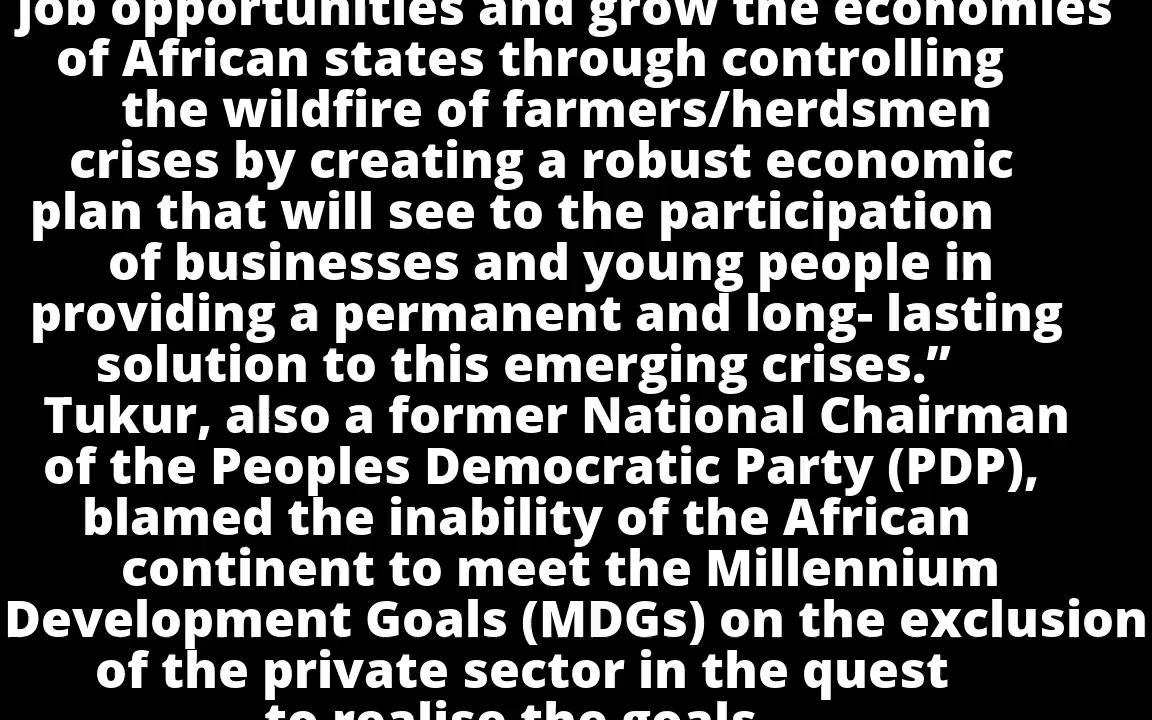 job opportunities and grow the economies
of African states through controlling
the wildfire of farmers/herdsmen
crises by creating a robust economic
plan that will see to the participation
of businesses and young people in
providing a permanent and long- lasting
solution to this emerging crises.”
Tukur, also a former National Chairman
of the Peoples Democratic Party (PDP),
blamed the inability of the African
continent to meet the Millennium
Development Goals (MDGs) on the exclusion
of the private sector in the quest
to realise the goals.